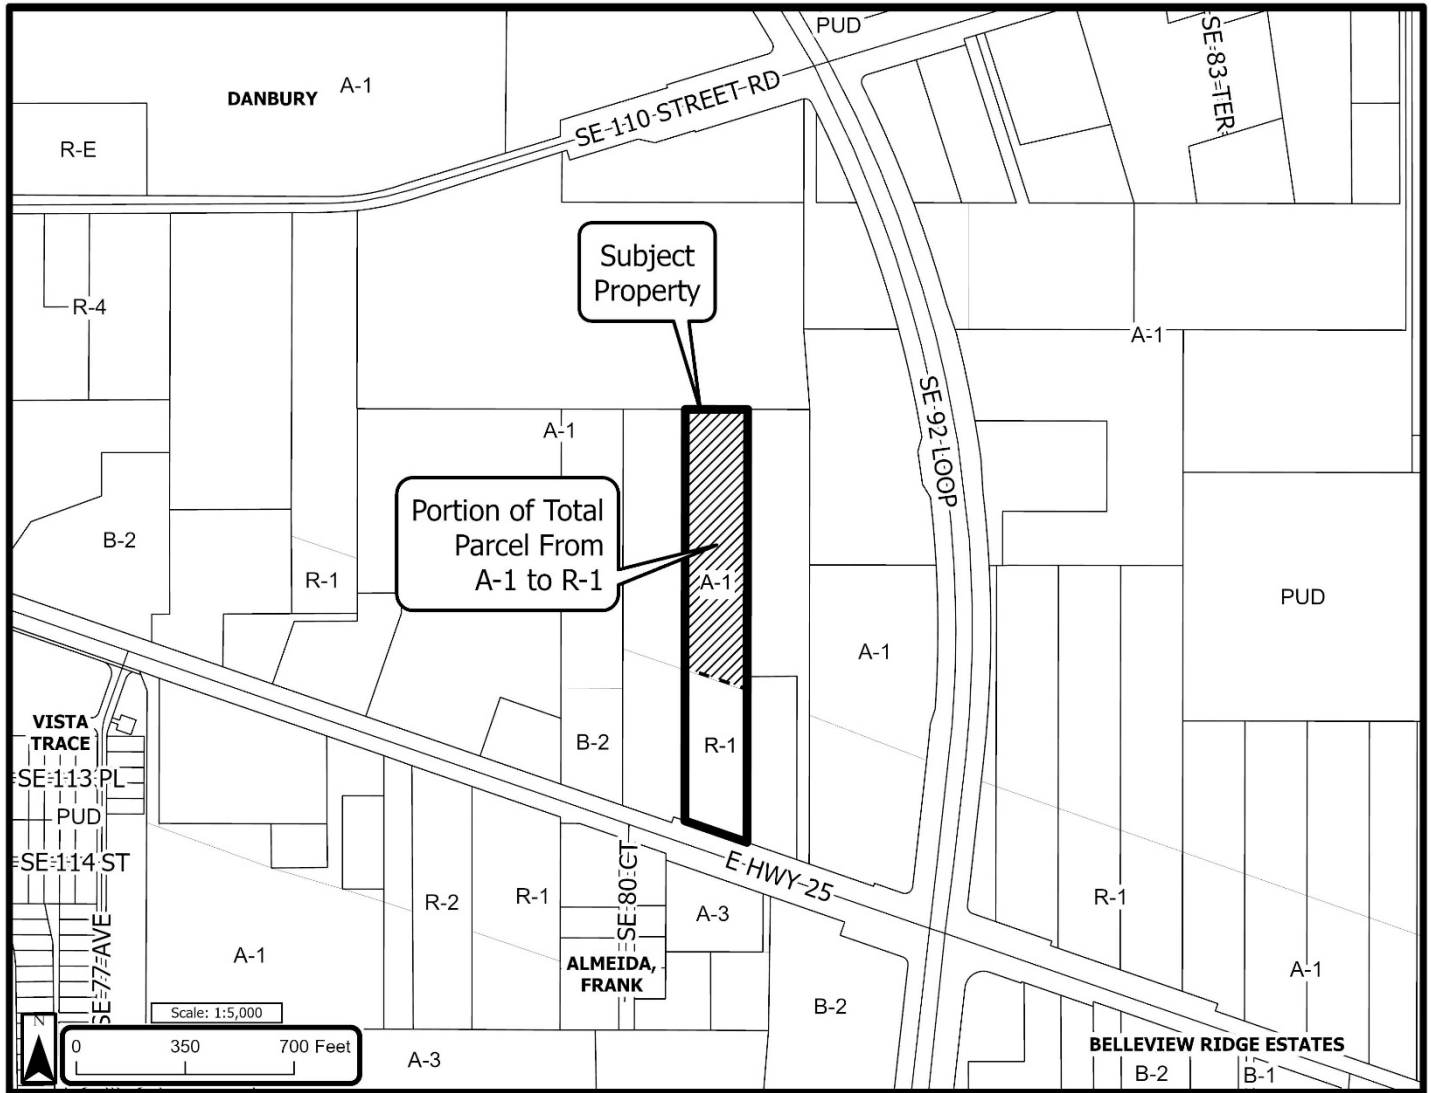 PUD
SE 83 TER
DANBURY
A-1
SE 110 STREET RD
R-E
Subject
Property
R-4
A-1
SE 92 LOOP
A-1
Portion of Total
Parcel From
A-1 to R-1
B-2
R-1
A-1
PUD
A-1
VISTA
TRACE
B-2
R-1
SE 113 PL
PUD
SE 114 ST
SE 77 AVE
E HWY 25
SE 80 CT
R-2
R-1
A-3
R-1
A-1
ALMEIDA,
FRANK
A-1
B-2
Scale: 1:5,000
N
0 350 700 Feet
A-3
BELLEVIEW RIDGE ESTATES
B-2
B-1